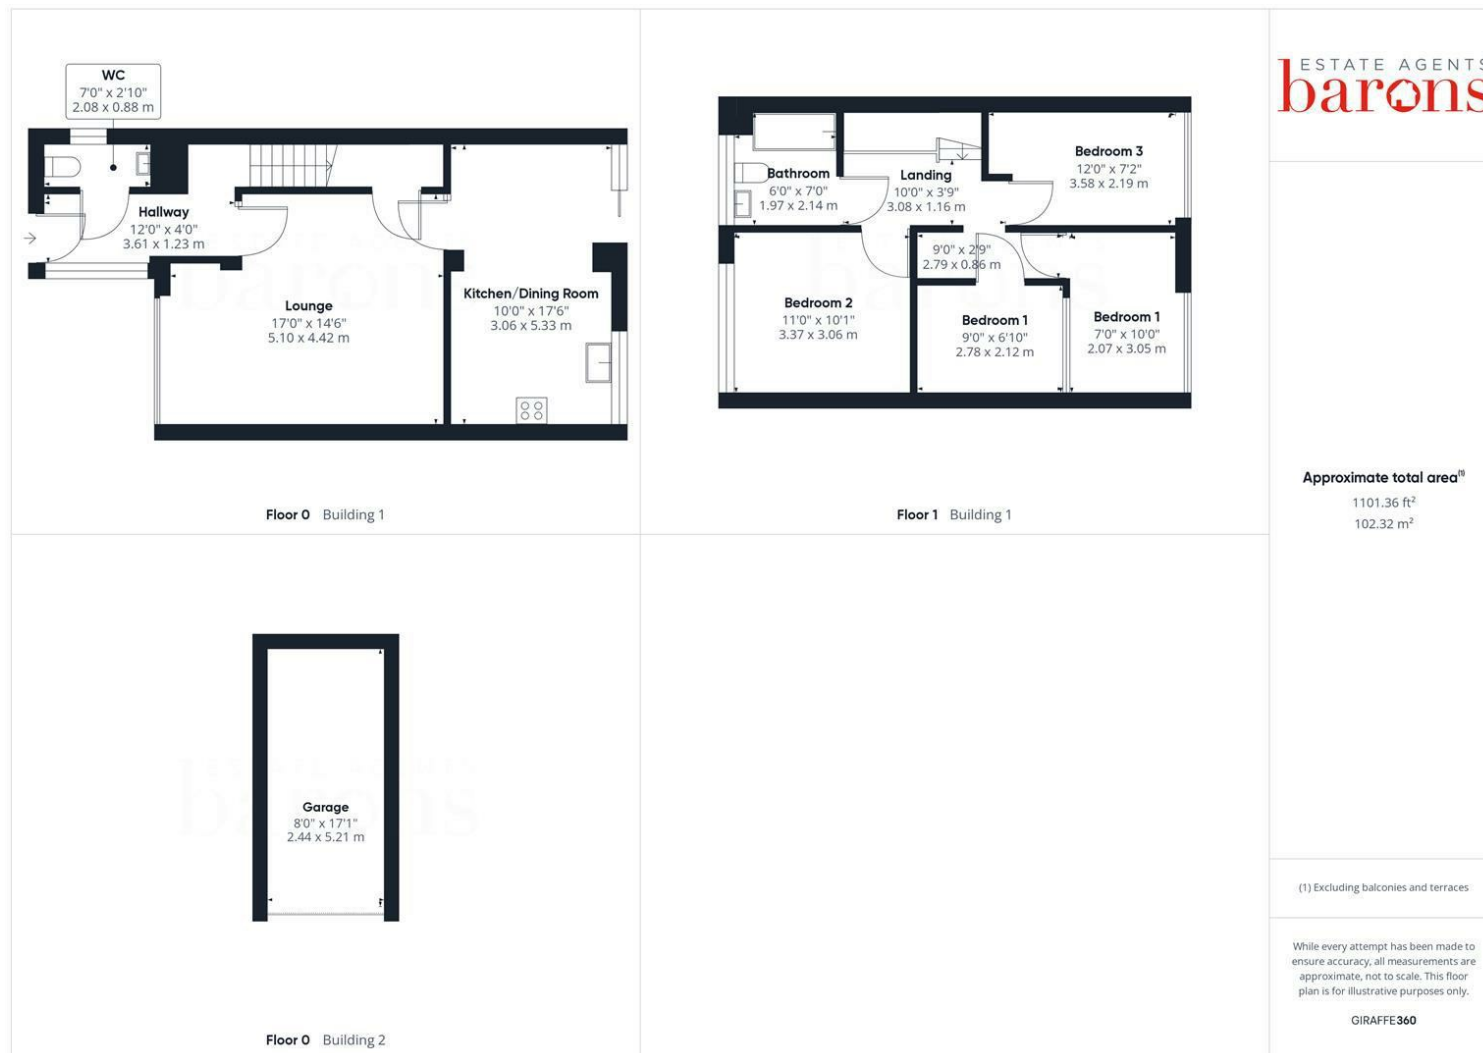 WC
7'0" x 2'10"
2.08 x 0.88 m
Hallway
12'0" x 4'0"
3.61 x 1.23 m
Lounge
17'0" x 14'6"
5.10 x 4.42 m
Kitchen/Dining Room
10'0" x 17'6"
3.06 x 5.33 m
Floor 0 Building 1
Bathroom
6'0" x 7'0"
1.97 x 2.14 m
Landing
10'0" x 3'9"
3.08 x 1.16 m
Bedroom 3
12'0" x 7'2"
3.58 x 2.19 m
9'0" x 2'9"
2.79 x 0.86 m
Bedroom 2
11'0" x 10'1"
3.37 x 3.06 m
Bedroom 1
9'0" x 6'10"
2.78 x 2.12 m
Bedroom 1
7'0" x 10'0"
2.07 x 3.05 m
Floor 1 Building 1
Garage
8'0" x 17'1"
2.44 x 5.21 m
Floor 0 Building 2
ESTATE AGENTS
barons
Approximate total area(1)
1101.36 ft²
102.32 m²
(1) Excluding balconies and terraces
While every attempt has been made to
ensure accuracy, all measurements are
approximate, not to scale. This floor
plan is for illustrative purposes only.
GIRAFFE360